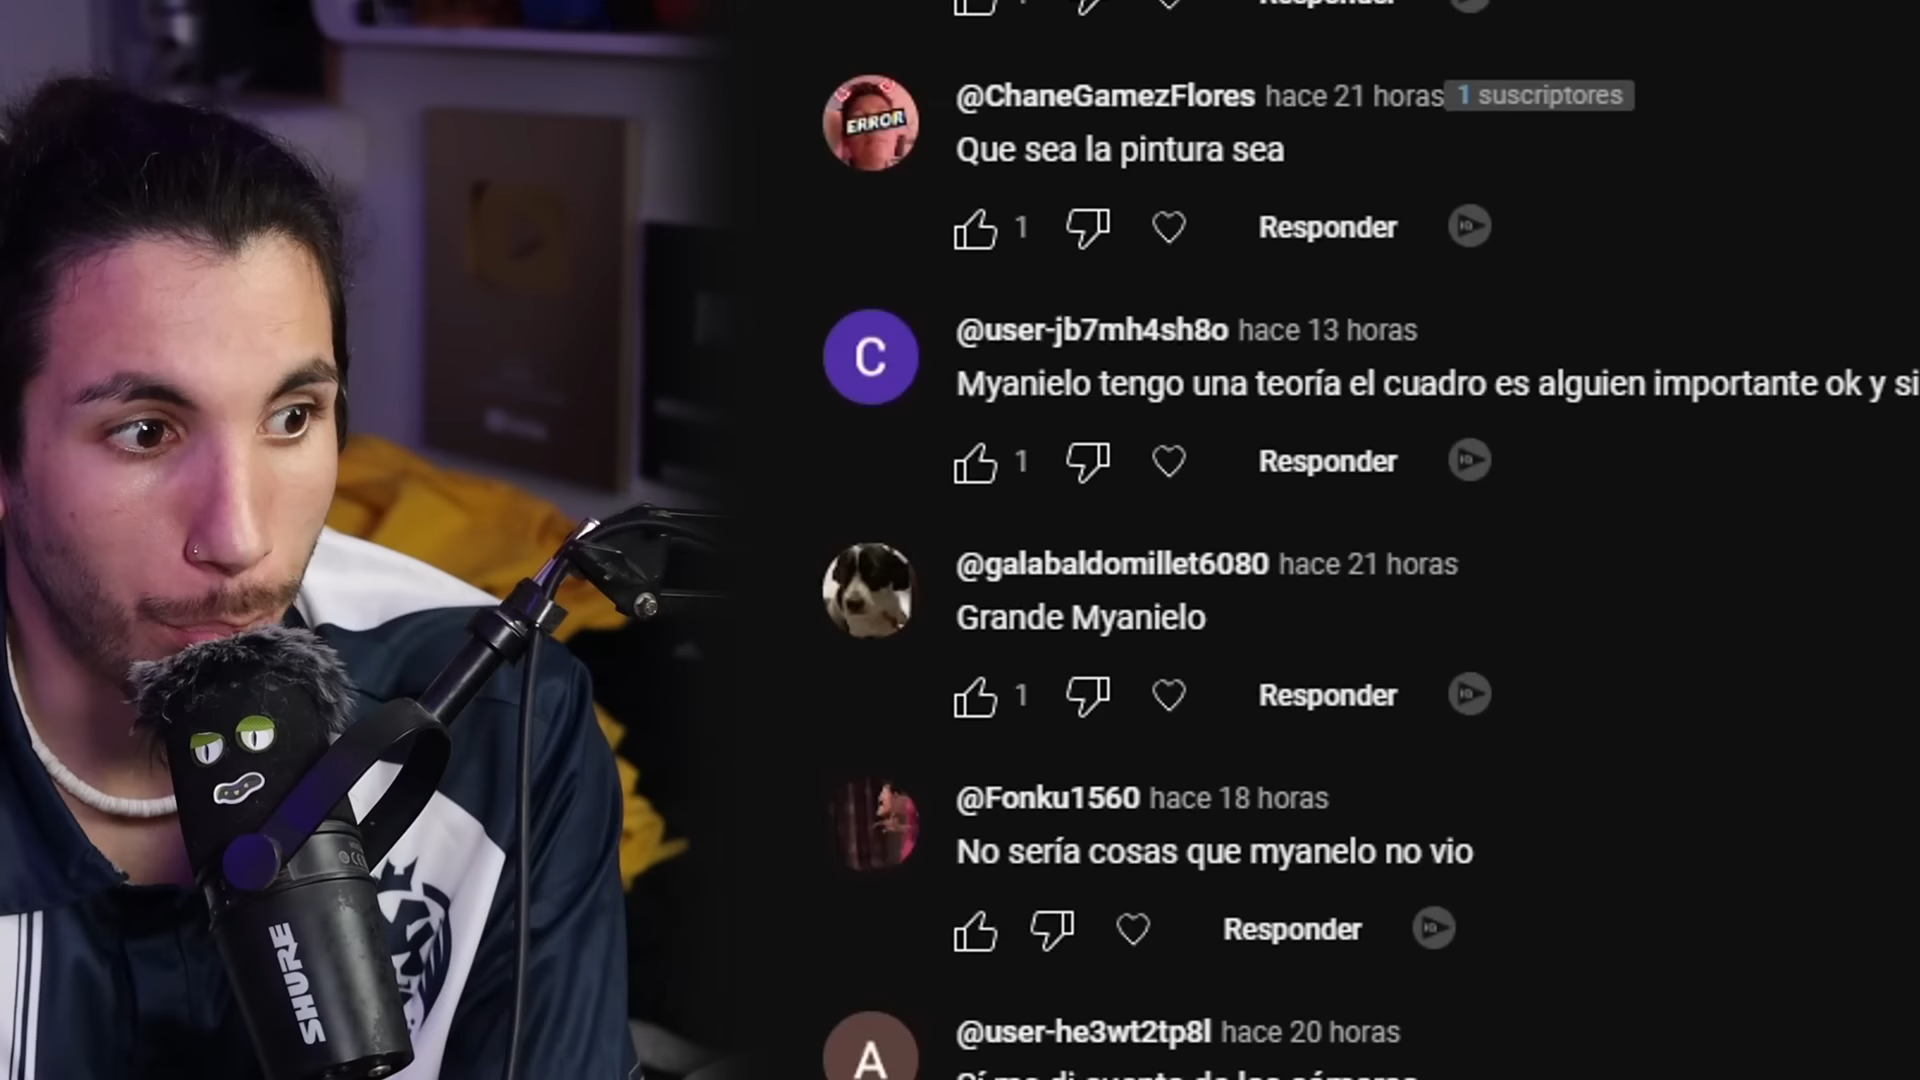 Responder
@ChaneGamezFlores hace 21 horas 1 suscriptores
ERROR
Que sea la pintura sea
1 Responder
@user-jb7mh4sh8o hace 13 horas
C
Myanielo tengo una teoría el cuadro es alguien importante ok y si
1 Responder
@galabaldomillet6080 hace 21 horas
Grande Myanielo
1 Responder
@Fonku1560 hace 18 horas
No sería cosas que myanelo no vio
Responder
@user-he3wt2tp8l hace 20 horas
A
SHURE